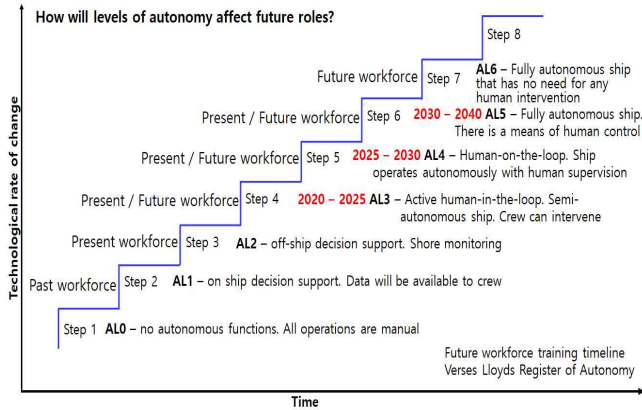 How will levels of autonomy affect future roles?
Step 8
Future workforce
Step 7
AL6 – Fully autonomous ship
that has no need for any
human intervention
Present / Future workforce
Step 6
2030 – 2040 AL5 – Fully autonomous ship.
There is a means of human control
Present / Future workforce
Step 5
2025 – 2030 AL4 – Human-on-the-loop. Ship
operates autonomously with human supervision
Present / Future workforce
Step 4
2020 – 2025 AL3 – Active human-in-the-loop. Semi-
autonomous ship. Crew can intervene
Present workforce
Step 3
AL2 – off-ship decision support. Shore monitoring
Past workforce
Step 2
AL1 – on ship decision support. Data will be available to crew
Step 1
AL0 – no autonomous functions. All operations are manual
Future workforce training timeline
Verses Lloyds Register of Autonomy
Technological rate of change
Time